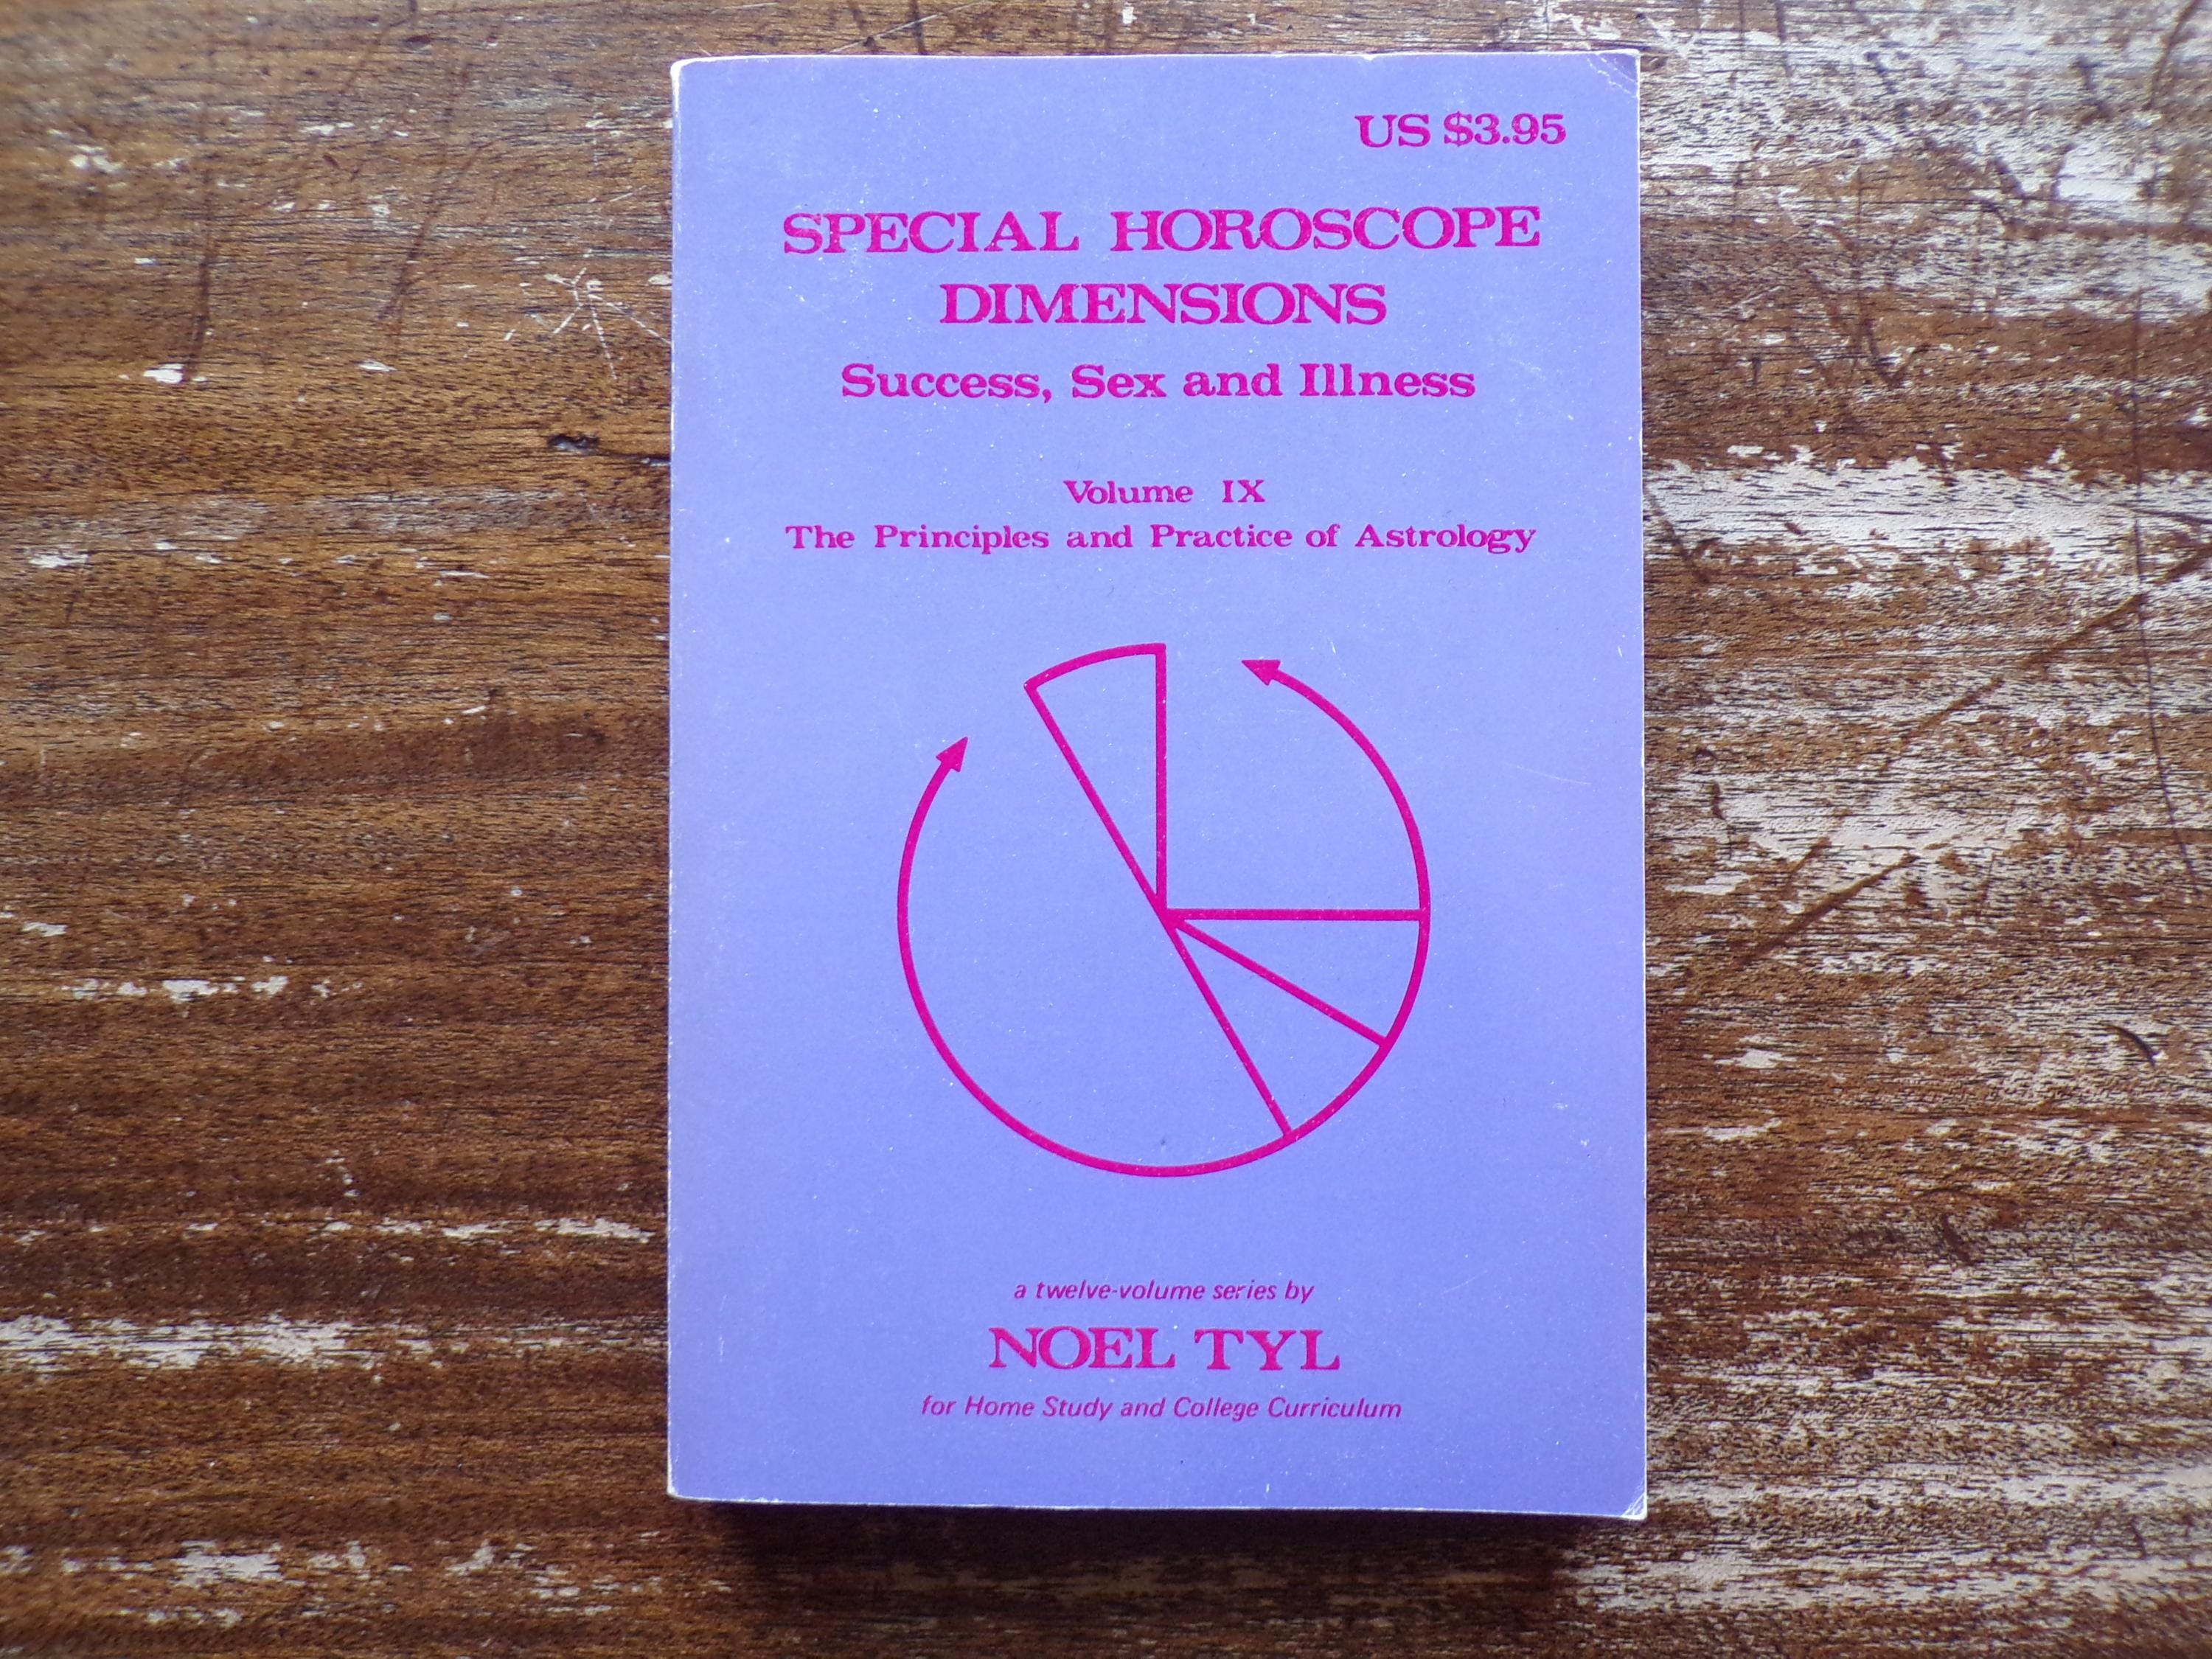 US $3.95
SPECIAL HOROSCOPE
DIMENSIONS
Success, Sex and Illness
Volume IX
The Principles and Practice of Astrology
a twelve-volume series by
NOEL TYL
for Home Study and College Curriculum